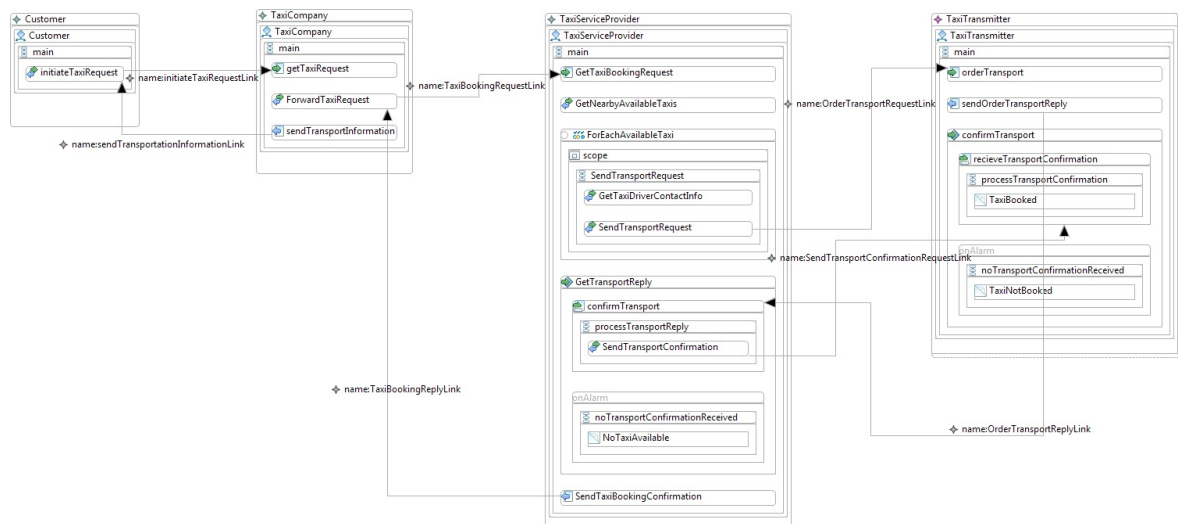 Customer
Customer
main
initiateTaxiRequest
name:initiateTaxiRequestLink
name:sendTransportationInformationLink
TaxiCompany
TaxiCompany
main
getTaxiRequest
ForwardTaxiRequest
sendTransportInformation
name:TaxiBookingRequestLink
name:TaxiBookingReplyLink
TaxiServiceProvider
TaxiServiceProvider
main
GetTaxiBookingRequest
GetNearbyAvailableTaxis
ForEachAvailableTaxi
scope
SendTransportRequest
GetTaxiDriverContactInfo
SendTransportRequest
GetTransportReply
confirmTransport
processTransportReply
SendTransportConfirmation
onAlarm
noTransportConfirmationReceived
NoTaxiAvailable
SendTaxiBookingConfirmation
name:OrderTransportRequestLink
name:SendTransportConfirmationRequestLink
name:OrderTransportReplyLink
TaxiTransmitter
TaxiTransmitter
main
orderTransport
sendOrderTransportReply
confirmTransport
recieveTransportConfirmation
processTransportConfirmation
TaxiBooked
onAlarm
noTransportConfirmationReceived
TaxiNotBooked